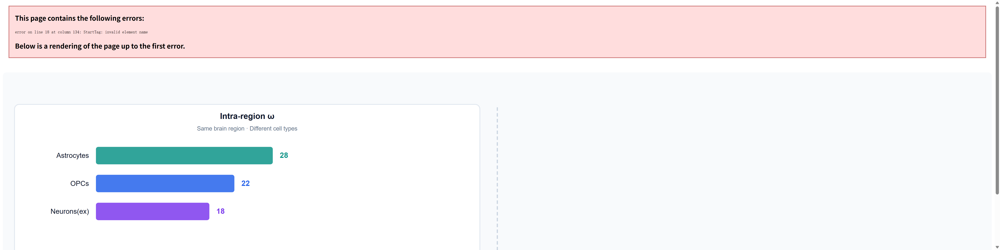 This page contains the following errors:
error on line 18 at column 134: StartTag: invalid element name
Below is a rendering of the page up to the first error.
Intra-region ω
Same brain region · Different cell types
Astrocytes 28
OPCs 22
Neurons(ex) 18